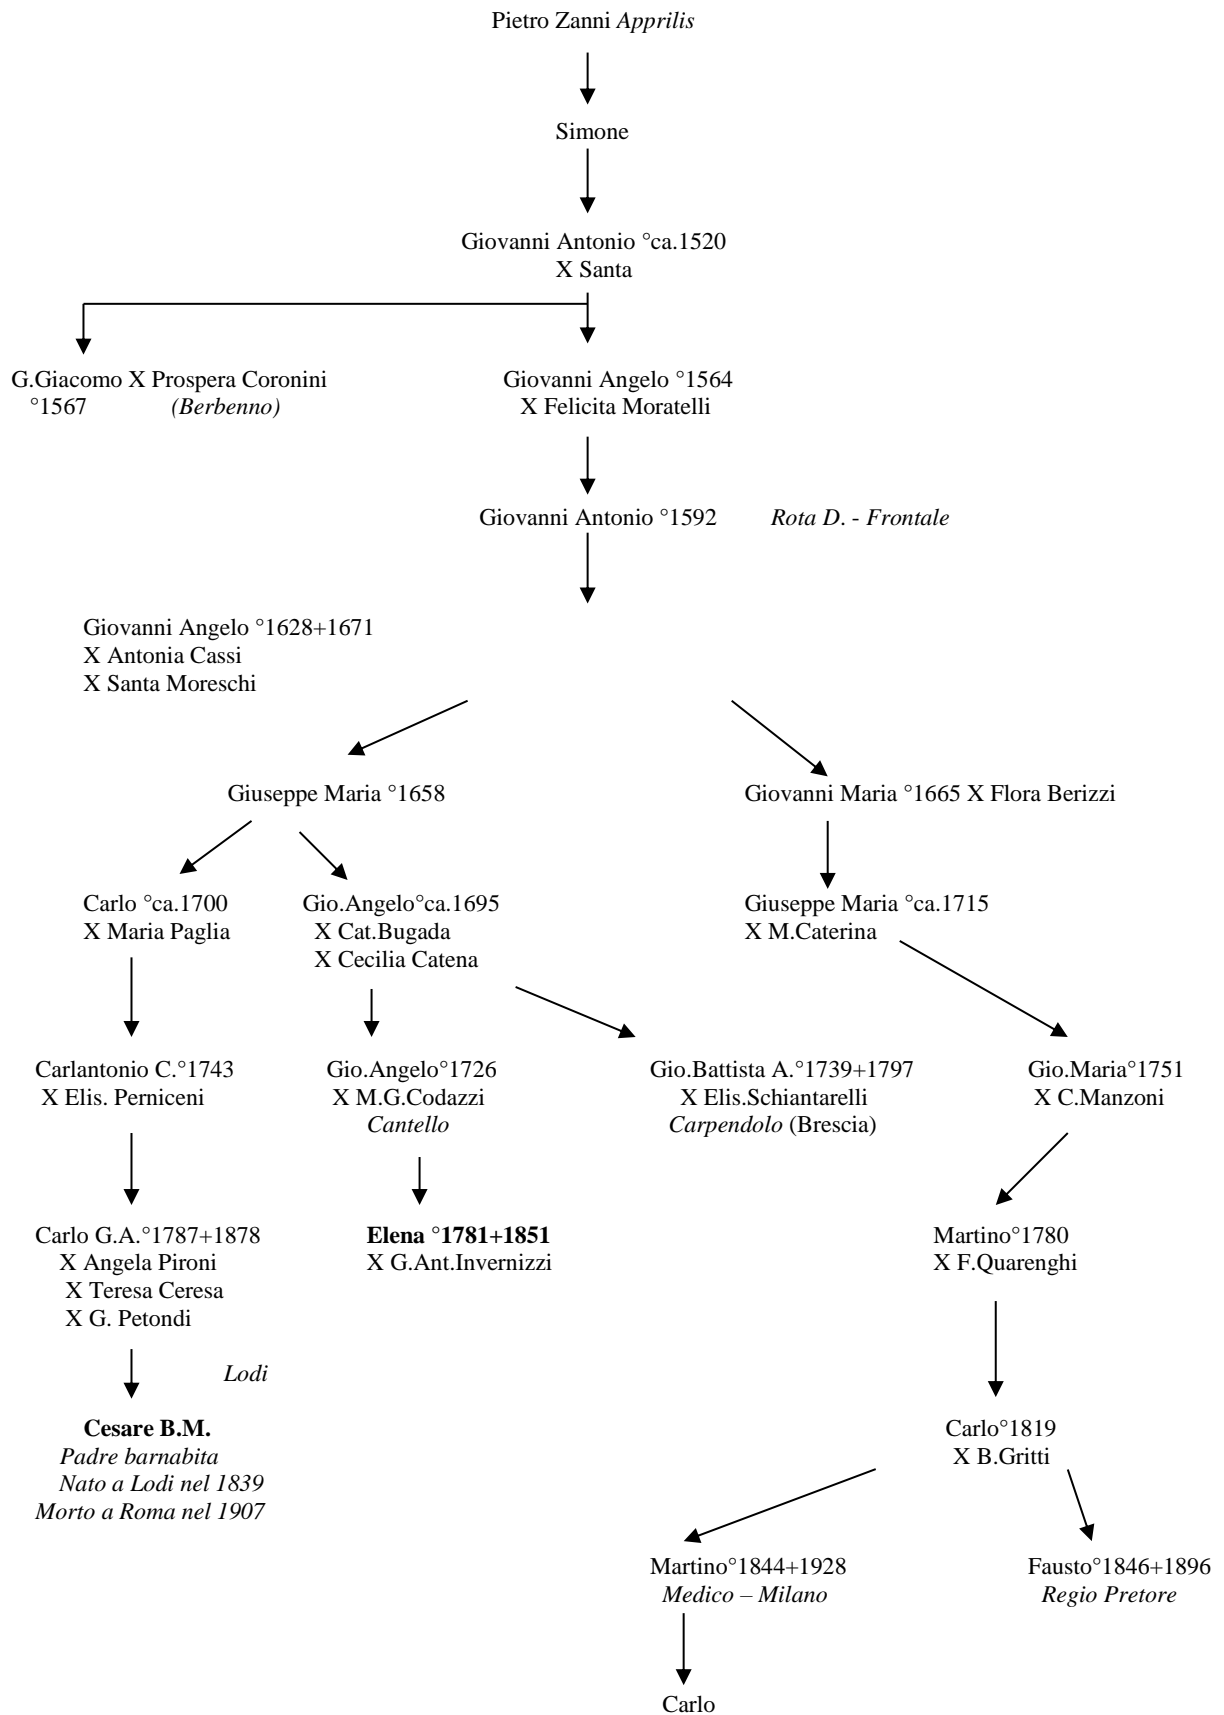 Pietro Zanni Apprilis
Simone
Giovanni Antonio °ca.1520
X Santa
G.Giacomo X Prospera Coronini
°1567 (Berbenno)
Giovanni Angelo °1564
X Felicita Moratelli
Giovanni Antonio °1592 Rota D. - Frontale
Giovanni Angelo °1628+1671
X Antonia Cassi
X Santa Moreschi
Giuseppe Maria °1658
Giovanni Maria °1665 X Flora Berizzi
Carlo °ca.1700
X Maria Paglia
Gio.Angelo°ca.1695
X Cat.Bugada
X Cecilia Catena
Giuseppe Maria °ca.1715
X M.Caterina
Carlantonio C.°1743
X Elis. Perniceni
Gio.Angelo°1726
X M.G.Codazzi
Cantello
Gio.Battista A.°1739+1797
X Elis.Schiantarelli
Carpendolo (Brescia)
Gio.Maria°1751
X C.Manzoni
Carlo G.A.°1787+1878
X Angela Pironi
X Teresa Ceresa
X G. Petondi
Elena °1781+1851
X G.Ant.Invernizzi
Martino°1780
X F.Quarenghi
Lodi
Cesare B.M.
Padre barnabita
Nato a Lodi nel 1839
Morto a Roma nel 1907
Carlo°1819
X B.Gritti
Martino°1844+1928
Medico – Milano
Fausto°1846+1896
Regio Pretore
Carlo